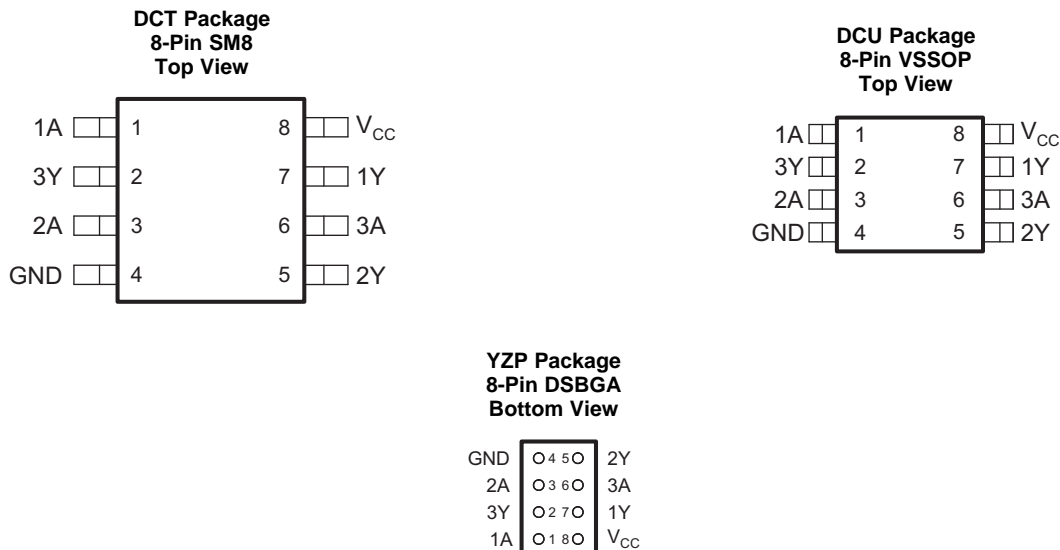 DCT Package
8-Pin SM8
Top View
1A 1 8 VCC
3Y 2 7 1Y
2A 3 6 3A
GND 4 5 2Y
DCU Package
8-Pin VSSOP
Top View
1A 1 8 VCC
3Y 2 7 1Y
2A 3 6 3A
GND 4 5 2Y
YZP Package
8-Pin DSBGA
Bottom View
GND 4 5 2Y
2A 3 6 3A
3Y 2 7 1Y
1A 1 8 VCC